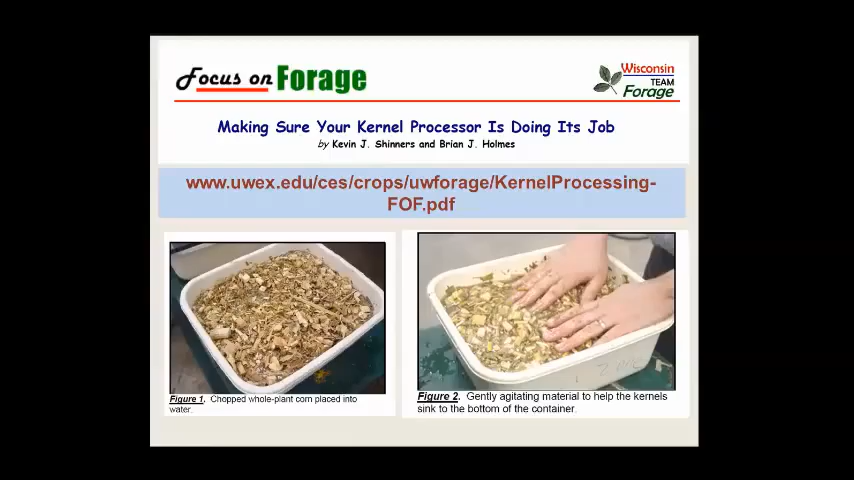 Focus on Forage
Wisconsin
TEAM
Forage
Making Sure Your Kernel Processor Is Doing Its Job
by Kevin J. Shinners and Brian J. Holmes
www.uwex.edu/ces/crops/uwforage/KernelProcessing-
FOF.pdf
Figure 1. Chopped whole-plant corn placed into
water.
Figure 2. Gently agitating material to help the kernels
sink to the bottom of the container.